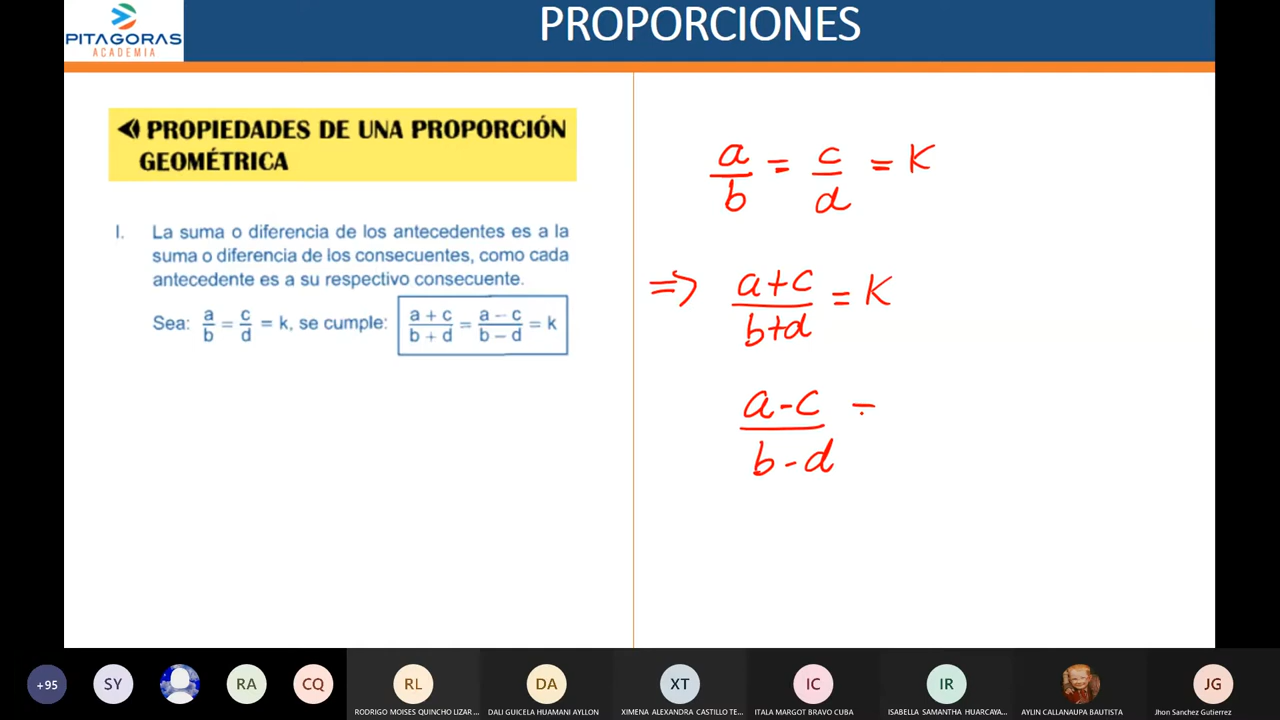 PITAGORAS
ACADEMIA
PROPORCIONES
PROPIEDADES DE UNA PROPORCIÓN
GEOMÉTRICA
I. La suma o diferencia de los antecedentes es a la
suma o diferencia de los consecuentes, como cada
antecedente es a su respectivo consecuente.
Sea: a/b = c/d = k, se cumple: (a + c)/(b + d) = (a - c)/(b - d) = k
a/b = c/d = K
=> (a+c)/(b+d) = K
(a-c)/(b-d) =
+95 SY RA CQ RL DA XT IC IR JG
RODRIGO MOISES QUINCHO LIZAR ... DALI GUICELA HUAMANI AYLLON XIMENA ALEXANDRA CASTILLO TE... ITALA MARGOT BRAVO CUBA ISABELLA SAMANTHA HUARCAYA... AYLIN CALLANAUPA BAUTISTA Jhon Sanchez Gutierrez